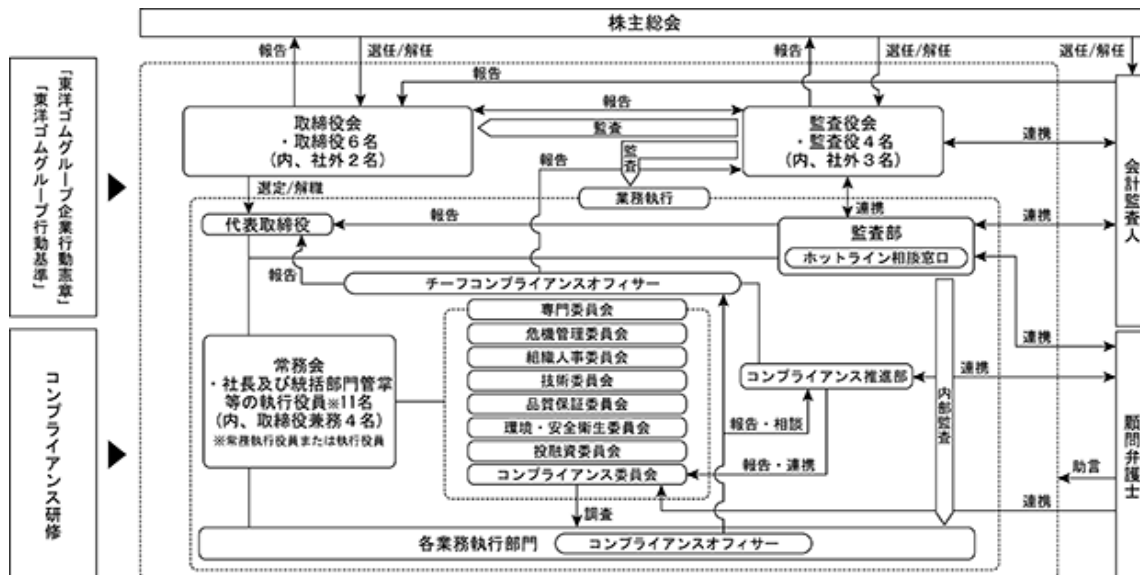 株主総会
報告
選任/解任
報告
選任/解任
選任/解任
「東洋ゴムグループ企業行動憲章」
「東洋ゴムグループ行動基準」
報告
取締役会
・取締役6名
(内、社外2名)
報告
監査
監査
報告
監査役会
・監査役4名
(内、社外3名)
連携
会計監査人
選定/解職
業務執行
連携
代表取締役
報告
監査部
ホットライン相談窓口
連携
報告
チーフコンプライアンスオフィサー
専門委員会
危機管理委員会
組織人事委員会
技術委員会
品質保証委員会
環境・安全衛生委員会
投融資委員会
コンプライアンス委員会
連携
コンプライアンス研修
常務会
・社長及び統括部門管掌
等の執行役員※11名
(内、取締役兼務4名)
※常務執行役員または執行役員
コンプライアンス推進部
連携
内部監査
報告・相談
報告・連携
顧問弁護士
助言
連携
調査
各業務執行部門
コンプライアンスオフィサー